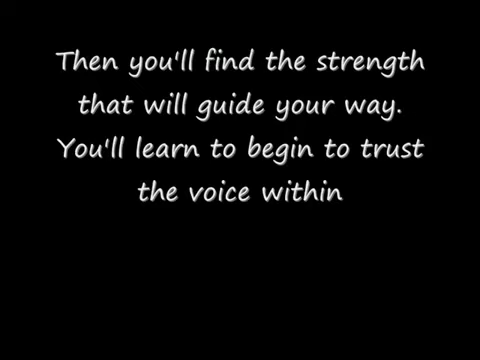 Then you'll find the strength
that will guide your way.
You'll learn to begin to trust
the voice within